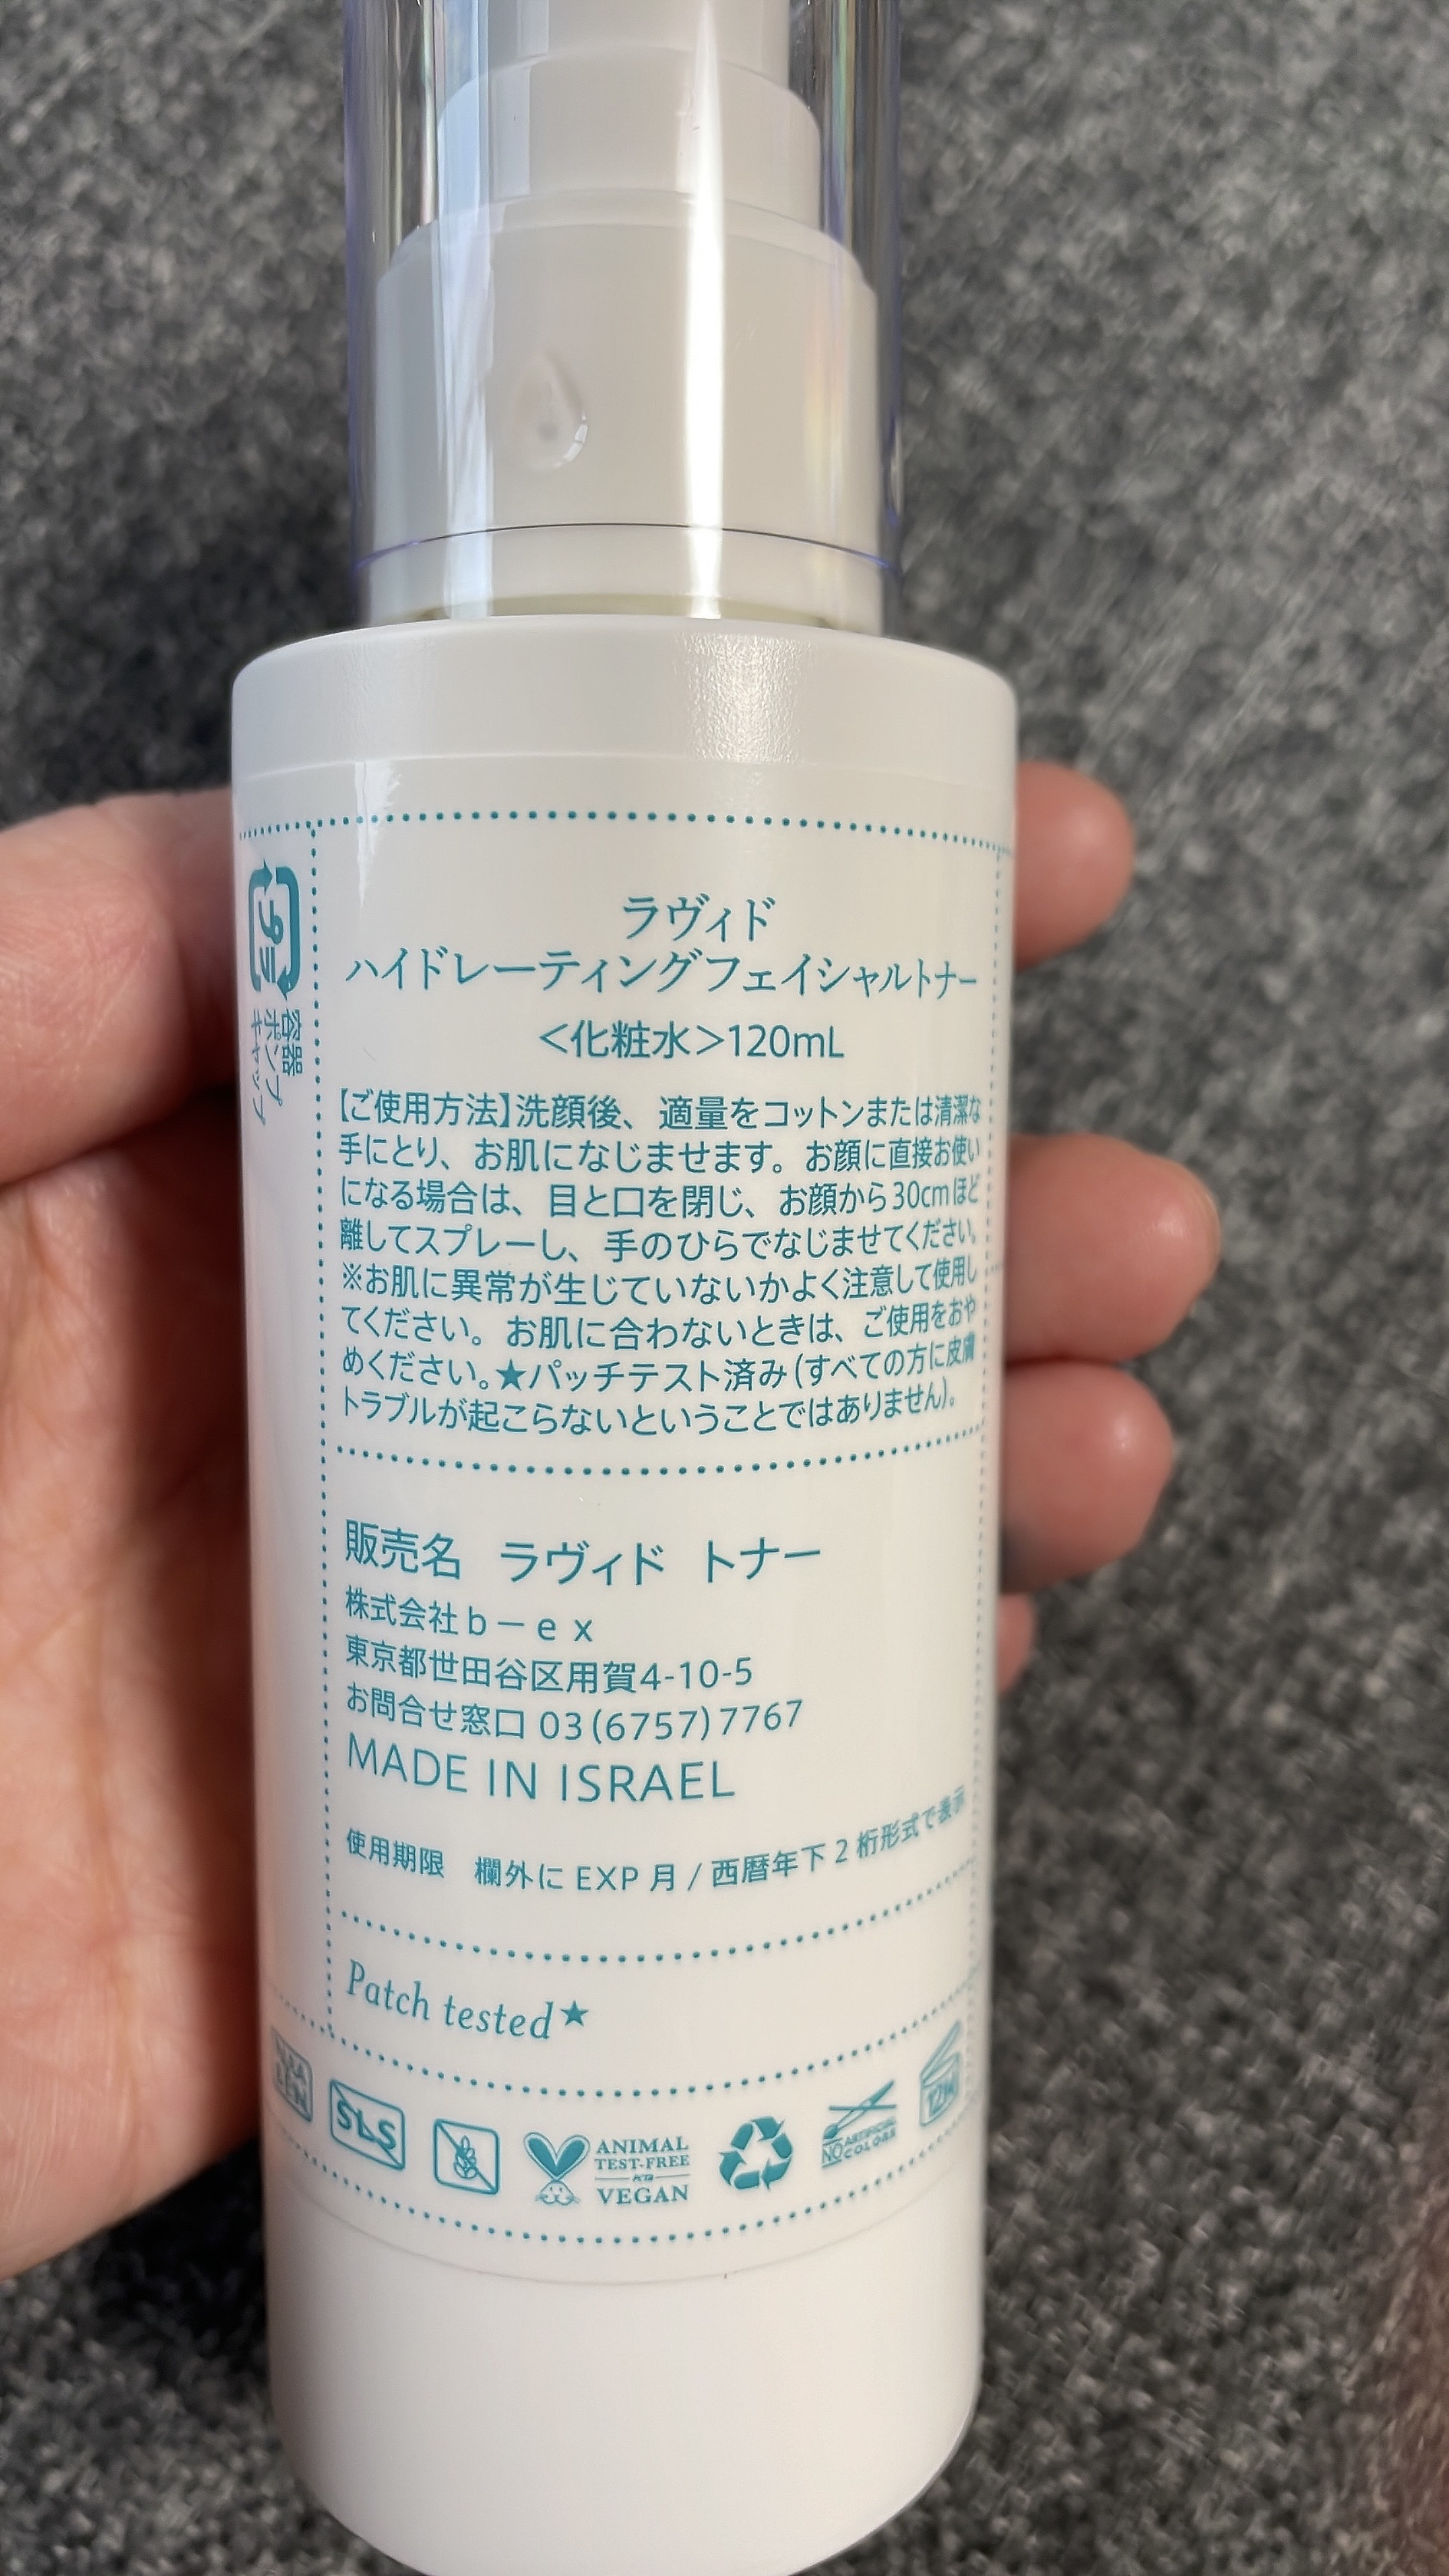 プラ
容器
ポンプ
キャップ
ラヴィド
ハイドレーティングフェイシャルトナー
<化粧水>120mL
【ご使用方法】洗顔後、適量をコットンまたは清潔な
手にとり、お肌になじませます。お顔に直接お使い
になる場合は、目と口を閉じ、お顔から30cmほど
離してスプレーし、手のひらでなじませてください。
※お肌に異常が生じていないかよく注意して使用し
てください。お肌に合わないときは、ご使用をおや
めください。★パッチテスト済み(すべての方に皮膚
トラブルが起こらないということではありません)。
販売名 ラヴィド トナー
株式会社b-ex
東京都世田谷区用賀4-10-5
お問合せ窓口 03(6757)7767
MADE IN ISRAEL
使用期限 欄外に EXP 月 / 西暦年下 2 桁形式で表示
Patch tested★
SLS
ANIMAL
TEST-FREE
PETA
VEGAN
NO ARTIFICIAL
COLORS
12M